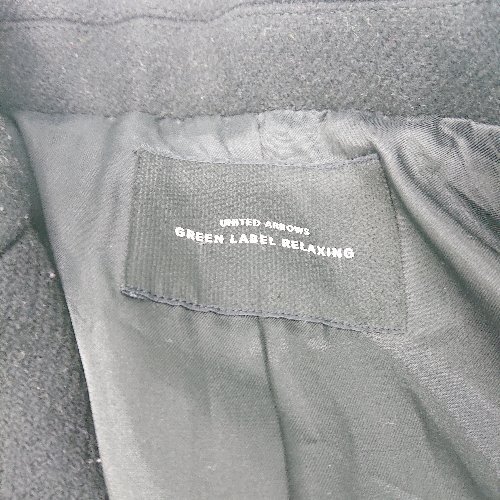 UNITED ARROWS
GREEN LABEL RELAXING